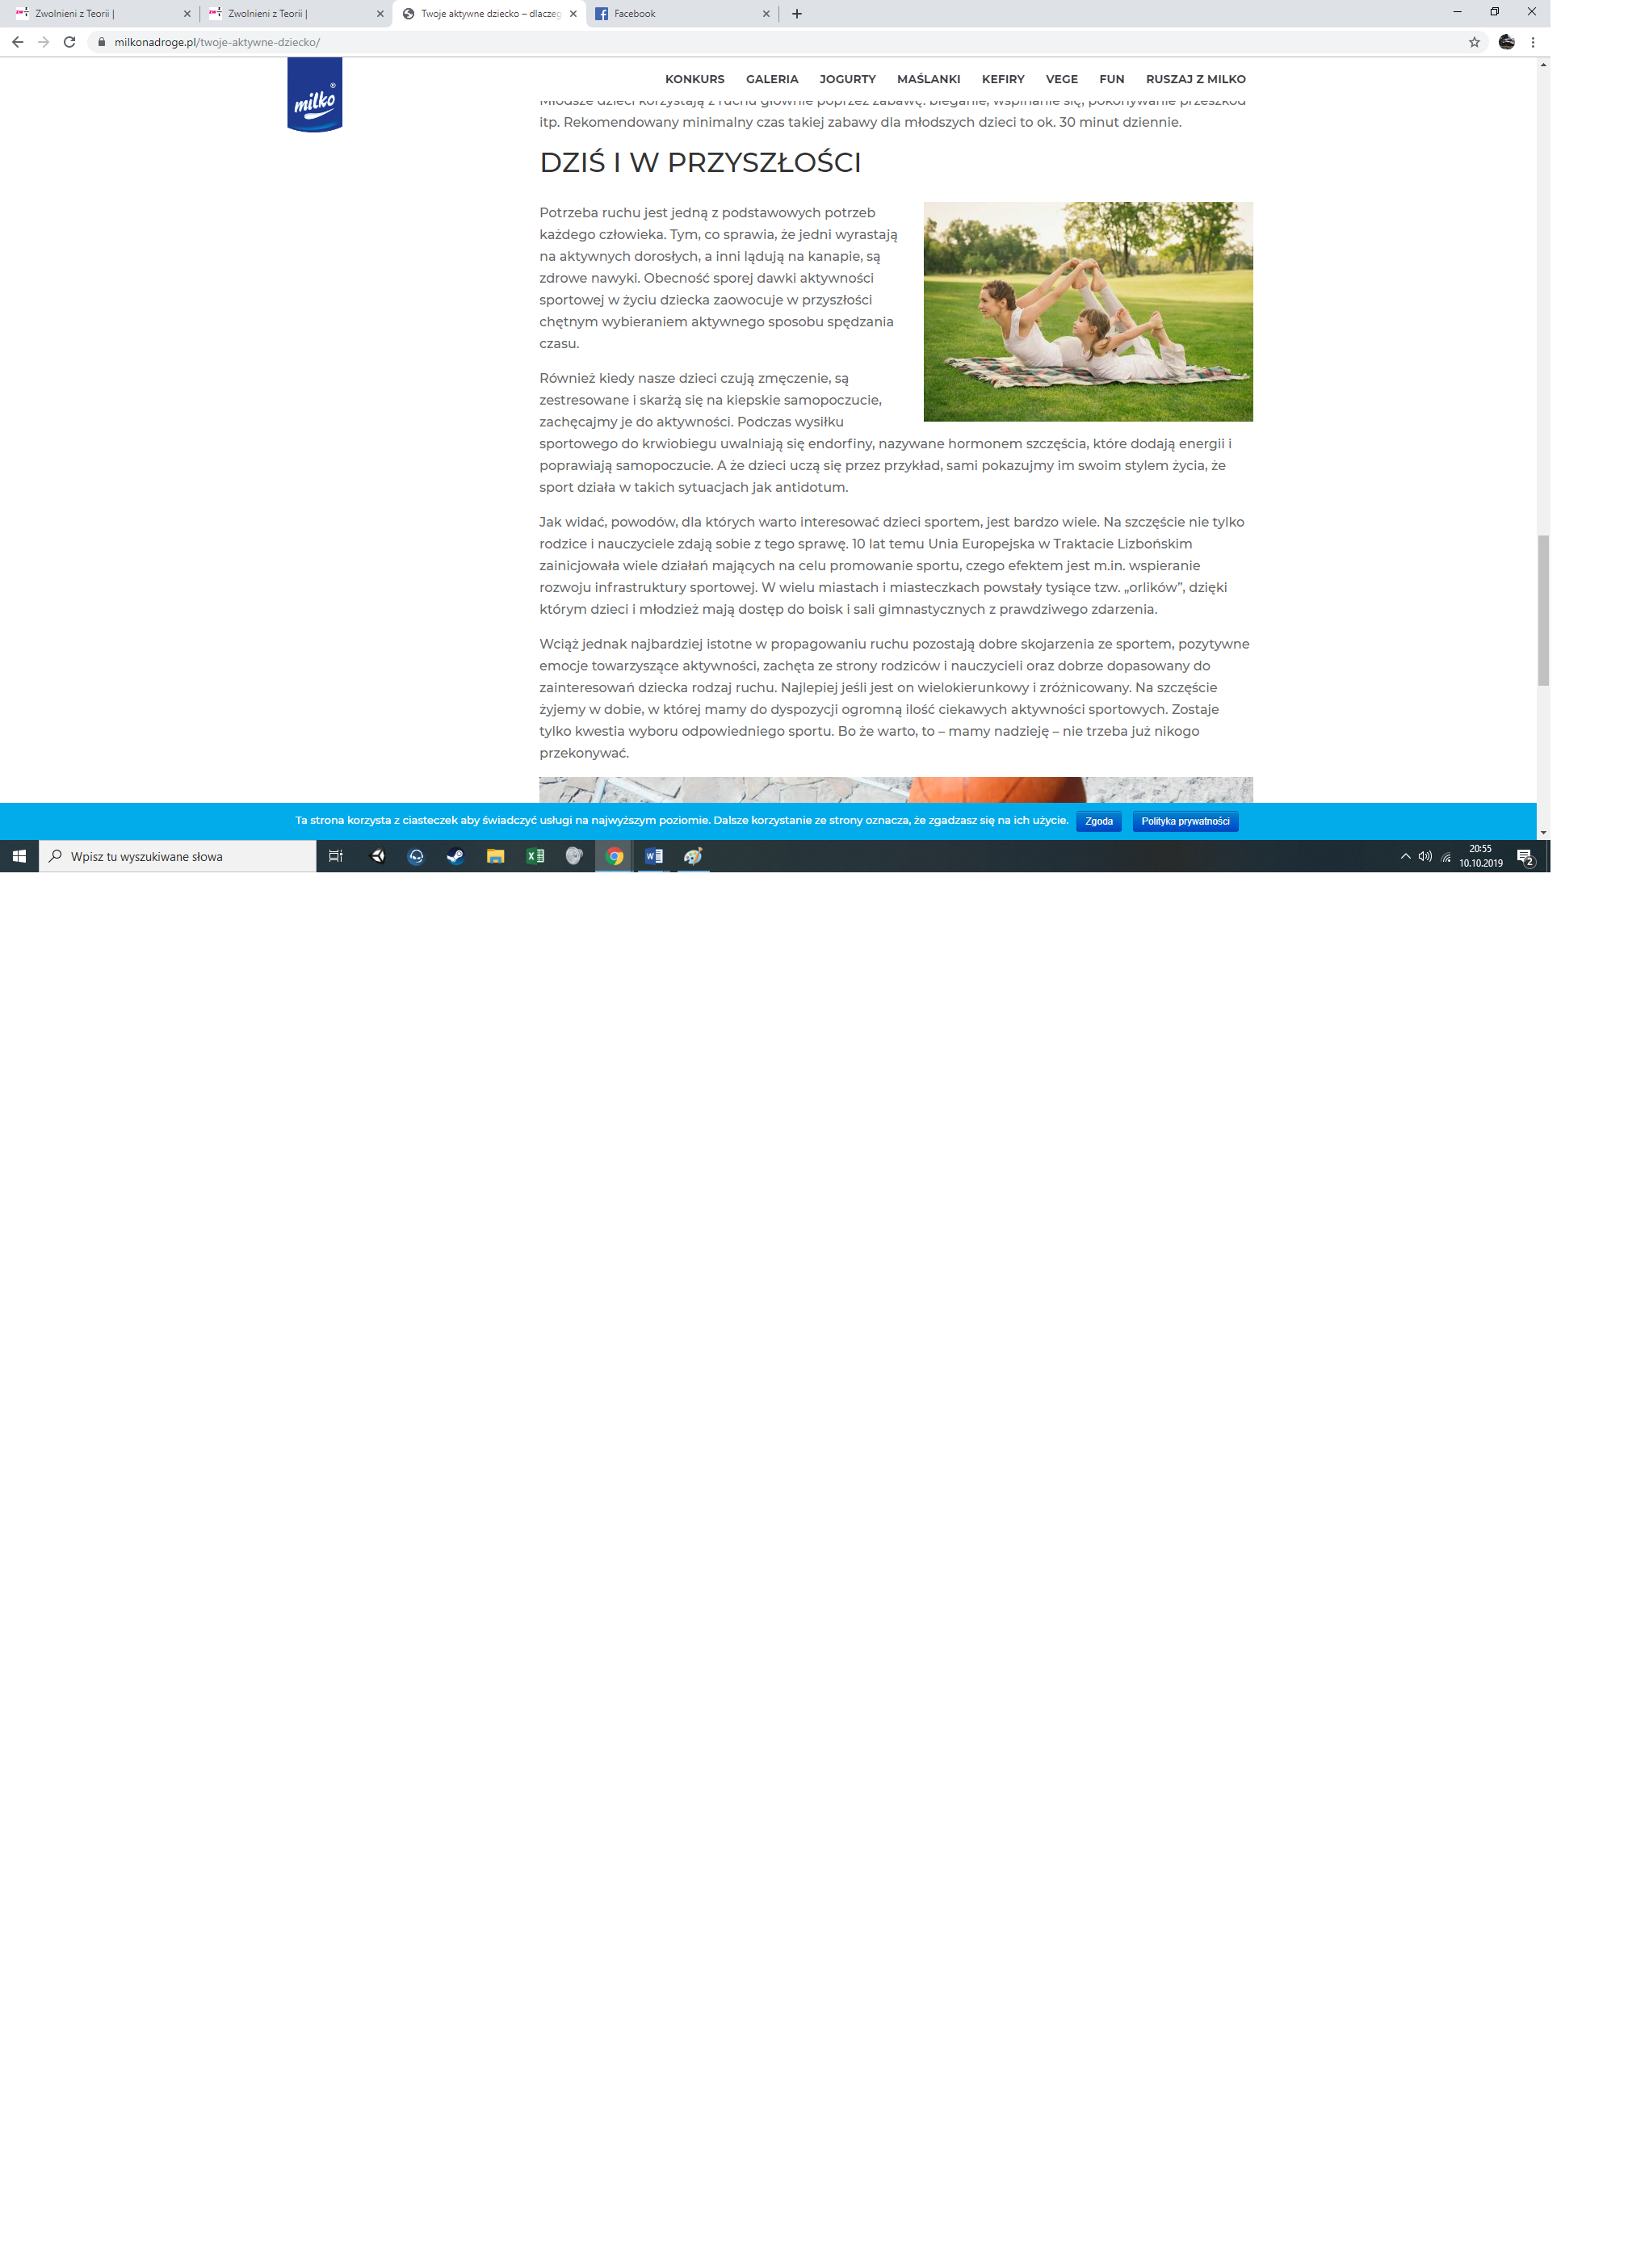 Zwolnieni z Teorii |
Zwolnieni z Teorii |
Twoje aktywne dziecko – dlaczeg
Facebook
milkonadroge.pl/twoje-aktywne-dziecko/
milko
KONKURS GALERIA JOGURTY MAŚLANKI KEFIRY VEGE FUN RUSZAJ Z MILKO
Młodsze dzieci korzystają z ruchu głównie poprzez zabawę: bieganie, wspinanie się, pokonywanie przeszkód
itp. Rekomendowany minimalny czas takiej zabawy dla młodszych dzieci to ok. 30 minut dziennie.
DZIŚ I W PRZYSZŁOŚCI
Potrzeba ruchu jest jedną z podstawowych potrzeb
każdego człowieka. Tym, co sprawia, że jedni wyrastają
na aktywnych dorosłych, a inni lądują na kanapie, są
zdrowe nawyki. Obecność sporej dawki aktywności
sportowej w życiu dziecka zaowocuje w przyszłości
chętnym wybieraniem aktywnego sposobu spędzania
czasu.
Również kiedy nasze dzieci czują zmęczenie, są
zestresowane i skarżą się na kiepskie samopoczucie,
zachęcajmy je do aktywności. Podczas wysiłku
sportowego do krwiobiegu uwalniają się endorfiny, nazywane hormonem szczęścia, które dodają energii i
poprawiają samopoczucie. A że dzieci uczą się przez przykład, sami pokazujmy im swoim stylem życia, że
sport działa w takich sytuacjach jak antidotum.
Jak widać, powodów, dla których warto interesować dzieci sportem, jest bardzo wiele. Na szczęście nie tylko
rodzice i nauczyciele zdają sobie z tego sprawę. 10 lat temu Unia Europejska w Traktacie Lizbońskim
zainicjowała wiele działań mających na celu promowanie sportu, czego efektem jest m.in. wspieranie
rozwoju infrastruktury sportowej. W wielu miastach i miasteczkach powstały tysiące tzw. „orlików”, dzięki
którym dzieci i młodzież mają dostęp do boisk i sali gimnastycznych z prawdziwego zdarzenia.
Wciąż jednak najbardziej istotne w propagowaniu ruchu pozostają dobre skojarzenia ze sportem, pozytywne
emocje towarzyszące aktywności, zachęta ze strony rodziców i nauczycieli oraz dobrze dopasowany do
zainteresowań dziecka rodzaj ruchu. Najlepiej jeśli jest on wielokierunkowy i zróżnicowany. Na szczęście
żyjemy w dobie, w której mamy do dyspozycji ogromną ilość ciekawych aktywności sportowych. Zostaje
tylko kwestia wyboru odpowiedniego sportu. Bo że warto, to – mamy nadzieję – nie trzeba już nikogo
przekonywać.
Ta strona korzysta z ciasteczek aby świadczyć usługi na najwyższym poziomie. Dalsze korzystanie ze strony oznacza, że zgadzasz się na ich użycie. Zgoda Polityka prywatności
Wpisz tu wyszukiwane słowa
20:55
10.10.2019
2